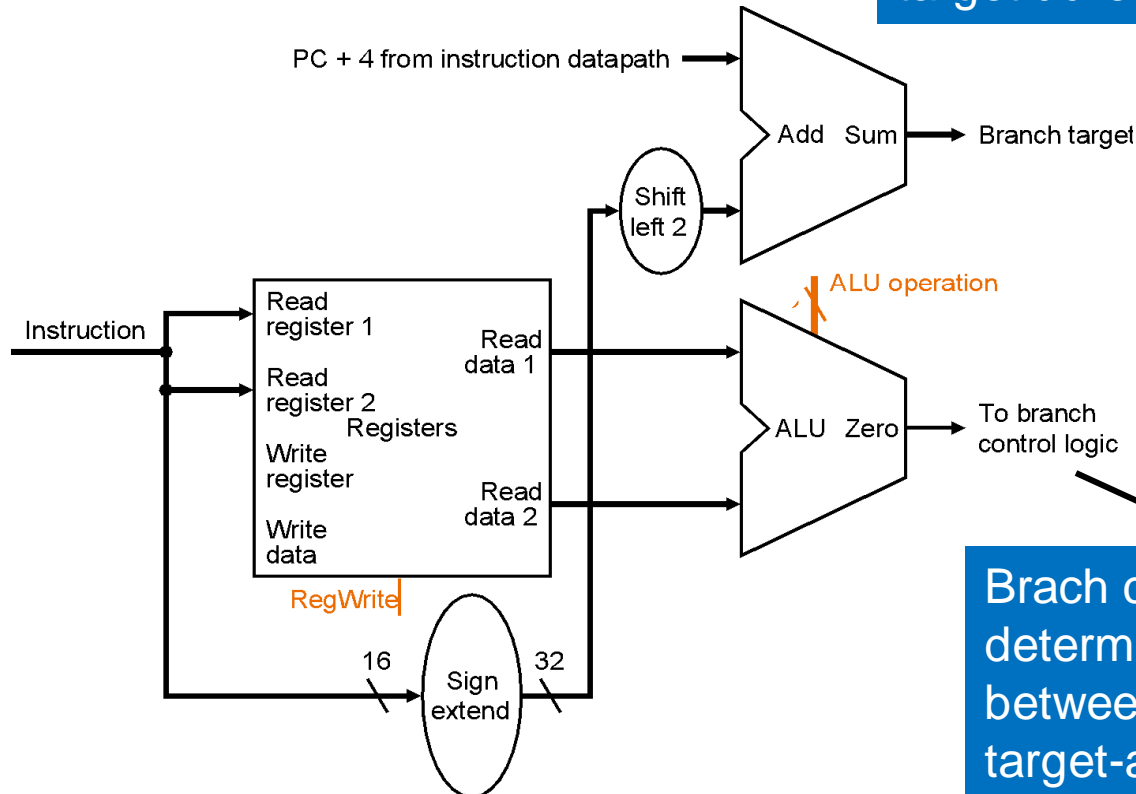 PC + 4 from instruction datapath
Add Sum
Branch target
Shift
left 2
ALU operation
Instruction
Read
register 1
Read
data 1
Read
register 2
Registers
Write
register
Read
data 2
Write
data
ALU Zero
To branch
control logic
RegWrite
16
Sign
extend
32
Brach
determ
between
target-a